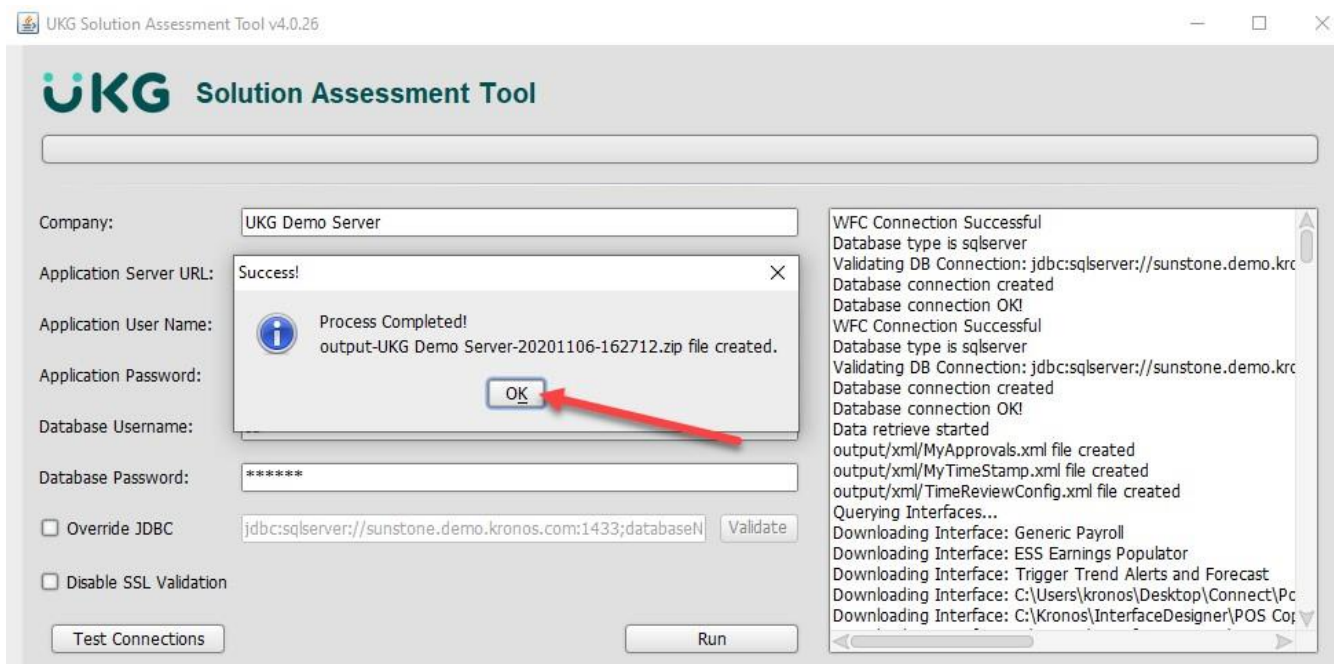 UKG Solution Assessment Tool v4.0.26
UKG Solution Assessment Tool
Company: UKG Demo Server
Application Server URL:
Application User Name:
Application Password:
Database Username:
Database Password: ******
Override JDBC jdbc:sqlserver://sunstone.demo.kronos.com:1433;databaseN Validate
Disable SSL Validation
Test Connections Run
Success!
Process Completed!
output-UKG Demo Server-20201106-162712.zip file created.
OK
WFC Connection Successful
Database type is sqlserver
Validating DB Connection: jdbc:sqlserver://sunstone.demo.krc
Database connection created
Database connection OK!
WFC Connection Successful
Database type is sqlserver
Validating DB Connection: jdbc:sqlserver://sunstone.demo.krc
Database connection created
Database connection OK!
Data retrieve started
output/xml/MyApprovals.xml file created
output/xml/MyTimeStamp.xml file created
output/xml/TimeReviewConfig.xml file created
Querying Interfaces...
Downloading Interface: Generic Payroll
Downloading Interface: ESS Earnings Populator
Downloading Interface: Trigger Trend Alerts and Forecast
Downloading Interface: C:\Users\kronos\Desktop\Connect\Pc
Downloading Interface: C:\Kronos\InterfaceDesigner\POS Cop